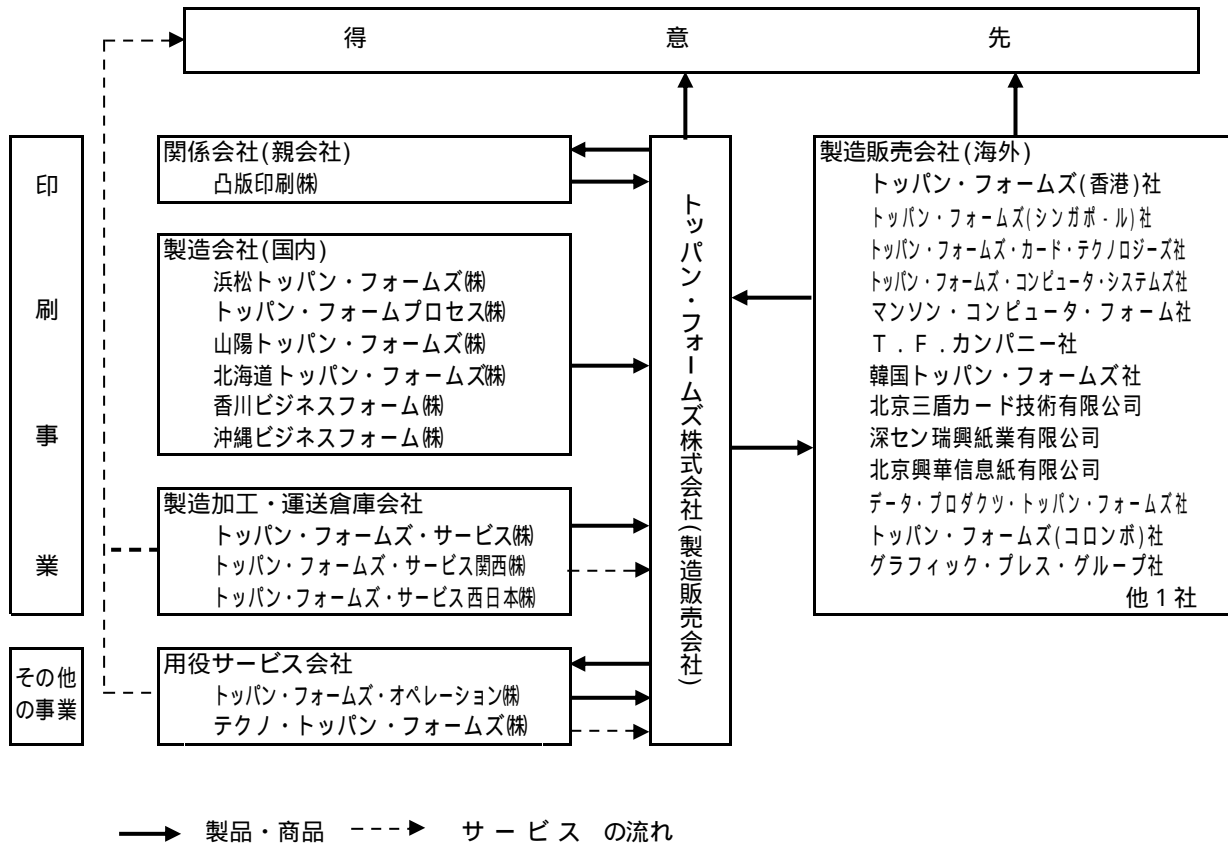 得意先
印刷事業
関係会社(親会社)
凸版印刷㈱
製造会社(国内)
浜松トッパン・フォームズ㈱
トッパン・フォームプロセス㈱
山陽トッパン・フォームズ㈱
北海道トッパン・フォームズ㈱
香川ビジネスフォーム㈱
沖縄ビジネスフォーム㈱
製造加工・運送倉庫会社
トッパン・フォームズ・サービス㈱
トッパン・フォームズ・サービス関西㈱
トッパン・フォームズ・サービス西日本㈱
その他
の事業
用役サービス会社
トッパン・フォームズ・オペレーション㈱
テクノ・トッパン・フォームズ㈱
トッパン・フォームズ株式会社(製造販売会社)
製造販売会社(海外)
トッパン・フォームズ(香港)社
トッパン・フォームズ(シンガポ-ル)社
トッパン・フォームズ・カード・テクノロジーズ社
トッパン・フォームズ・コンピュータ・システムズ社
マンソン・コンピュータ・フォーム社
T.F.カンパニー社
韓国トッパン・フォームズ社
北京三盾カード技術有限公司
深セン瑞興紙業有限公司
北京興華信息紙有限公司
データ・プロダクツ・トッパン・フォームズ社
トッパン・フォームズ(コロンボ)社
グラフィック・プレス・グループ社
他1社
製品・商品 サービス の流れ